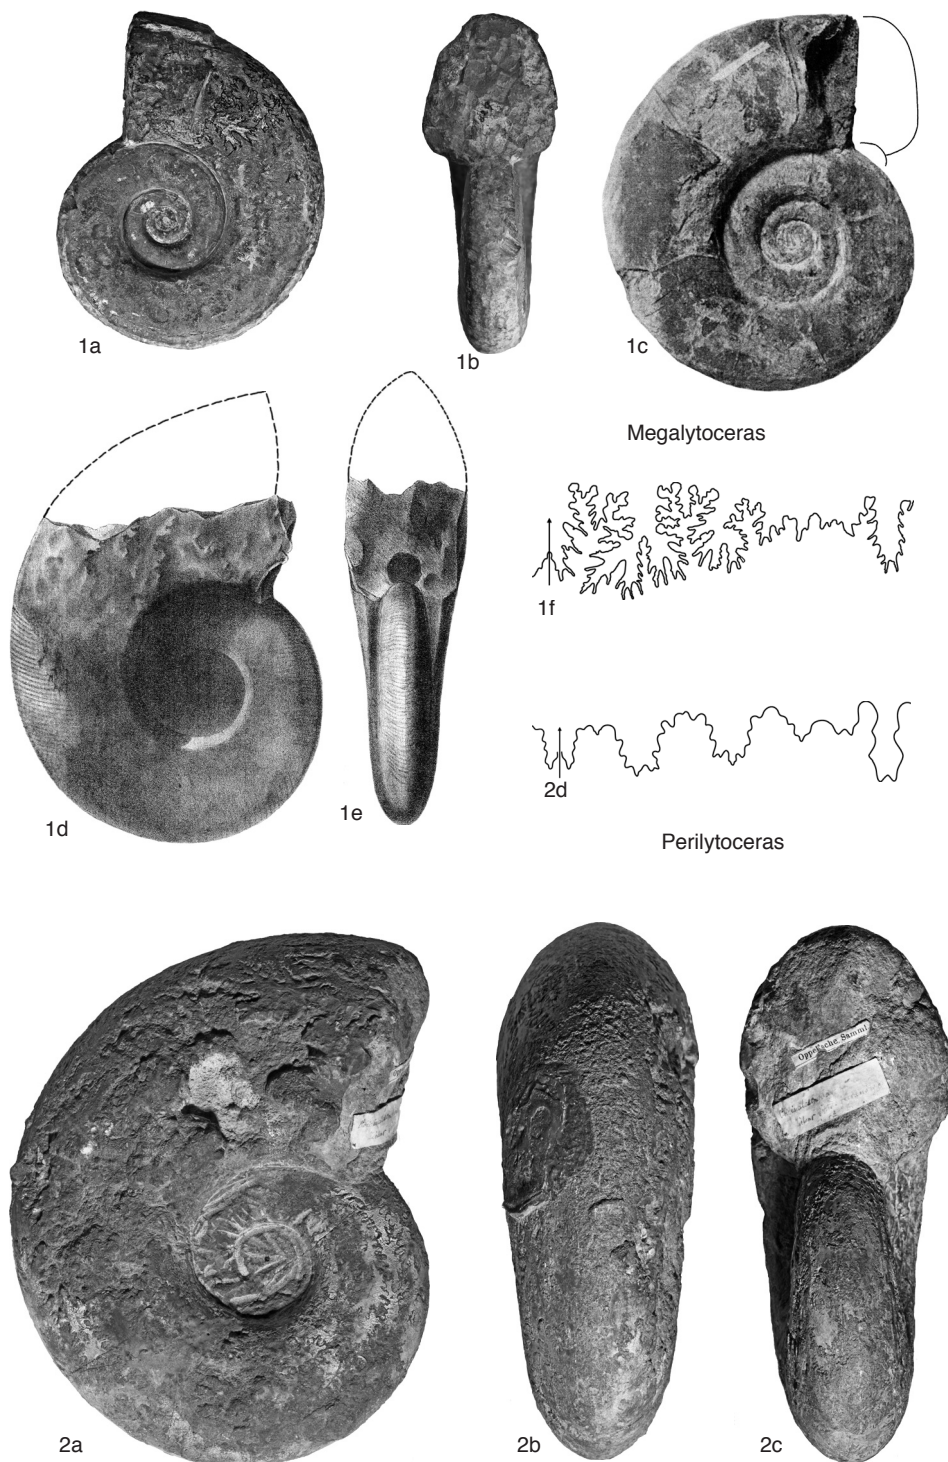 1a
1b
1c
Megalytoceras
1f
1d
1e
2d
Perilytoceras
Oppel'sche Samml
2a
2b
2c